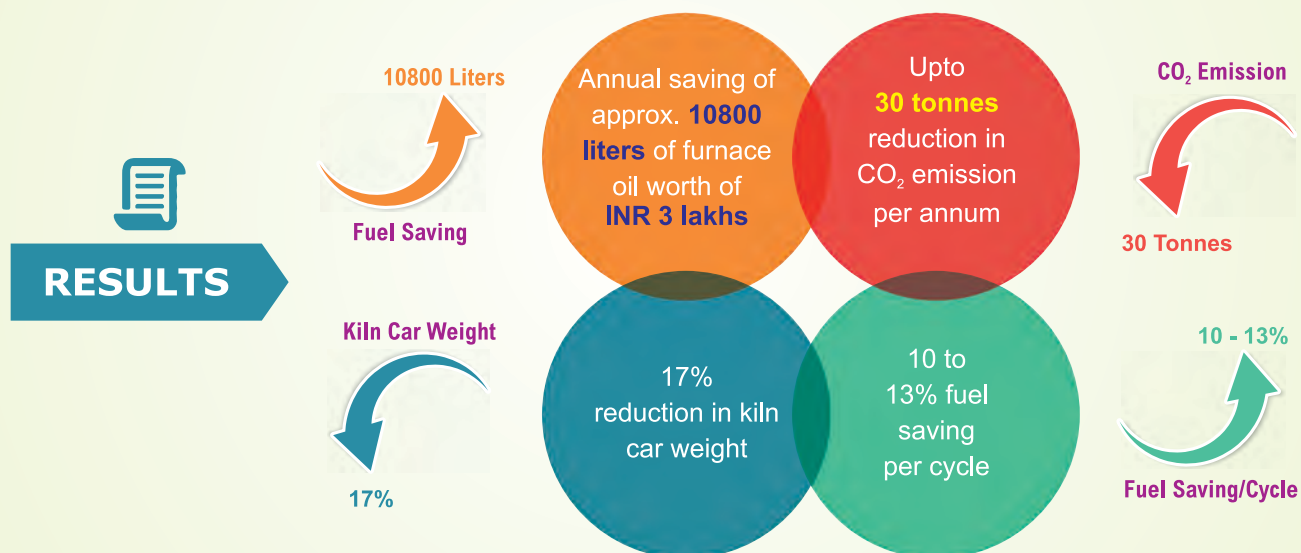 RESULTS
10800 Liters
Fuel Saving
Annual saving of
approx. 10800
liters of furnace
oil worth of
INR 3 lakhs
Upto
30 tonnes
reduction in
CO₂ emission
per annum
CO₂ Emission
30 Tonnes
Kiln Car Weight
17%
17%
reduction in kiln
car weight
10 to
13% fuel
saving
per cycle
10 - 13%
Fuel Saving/Cycle